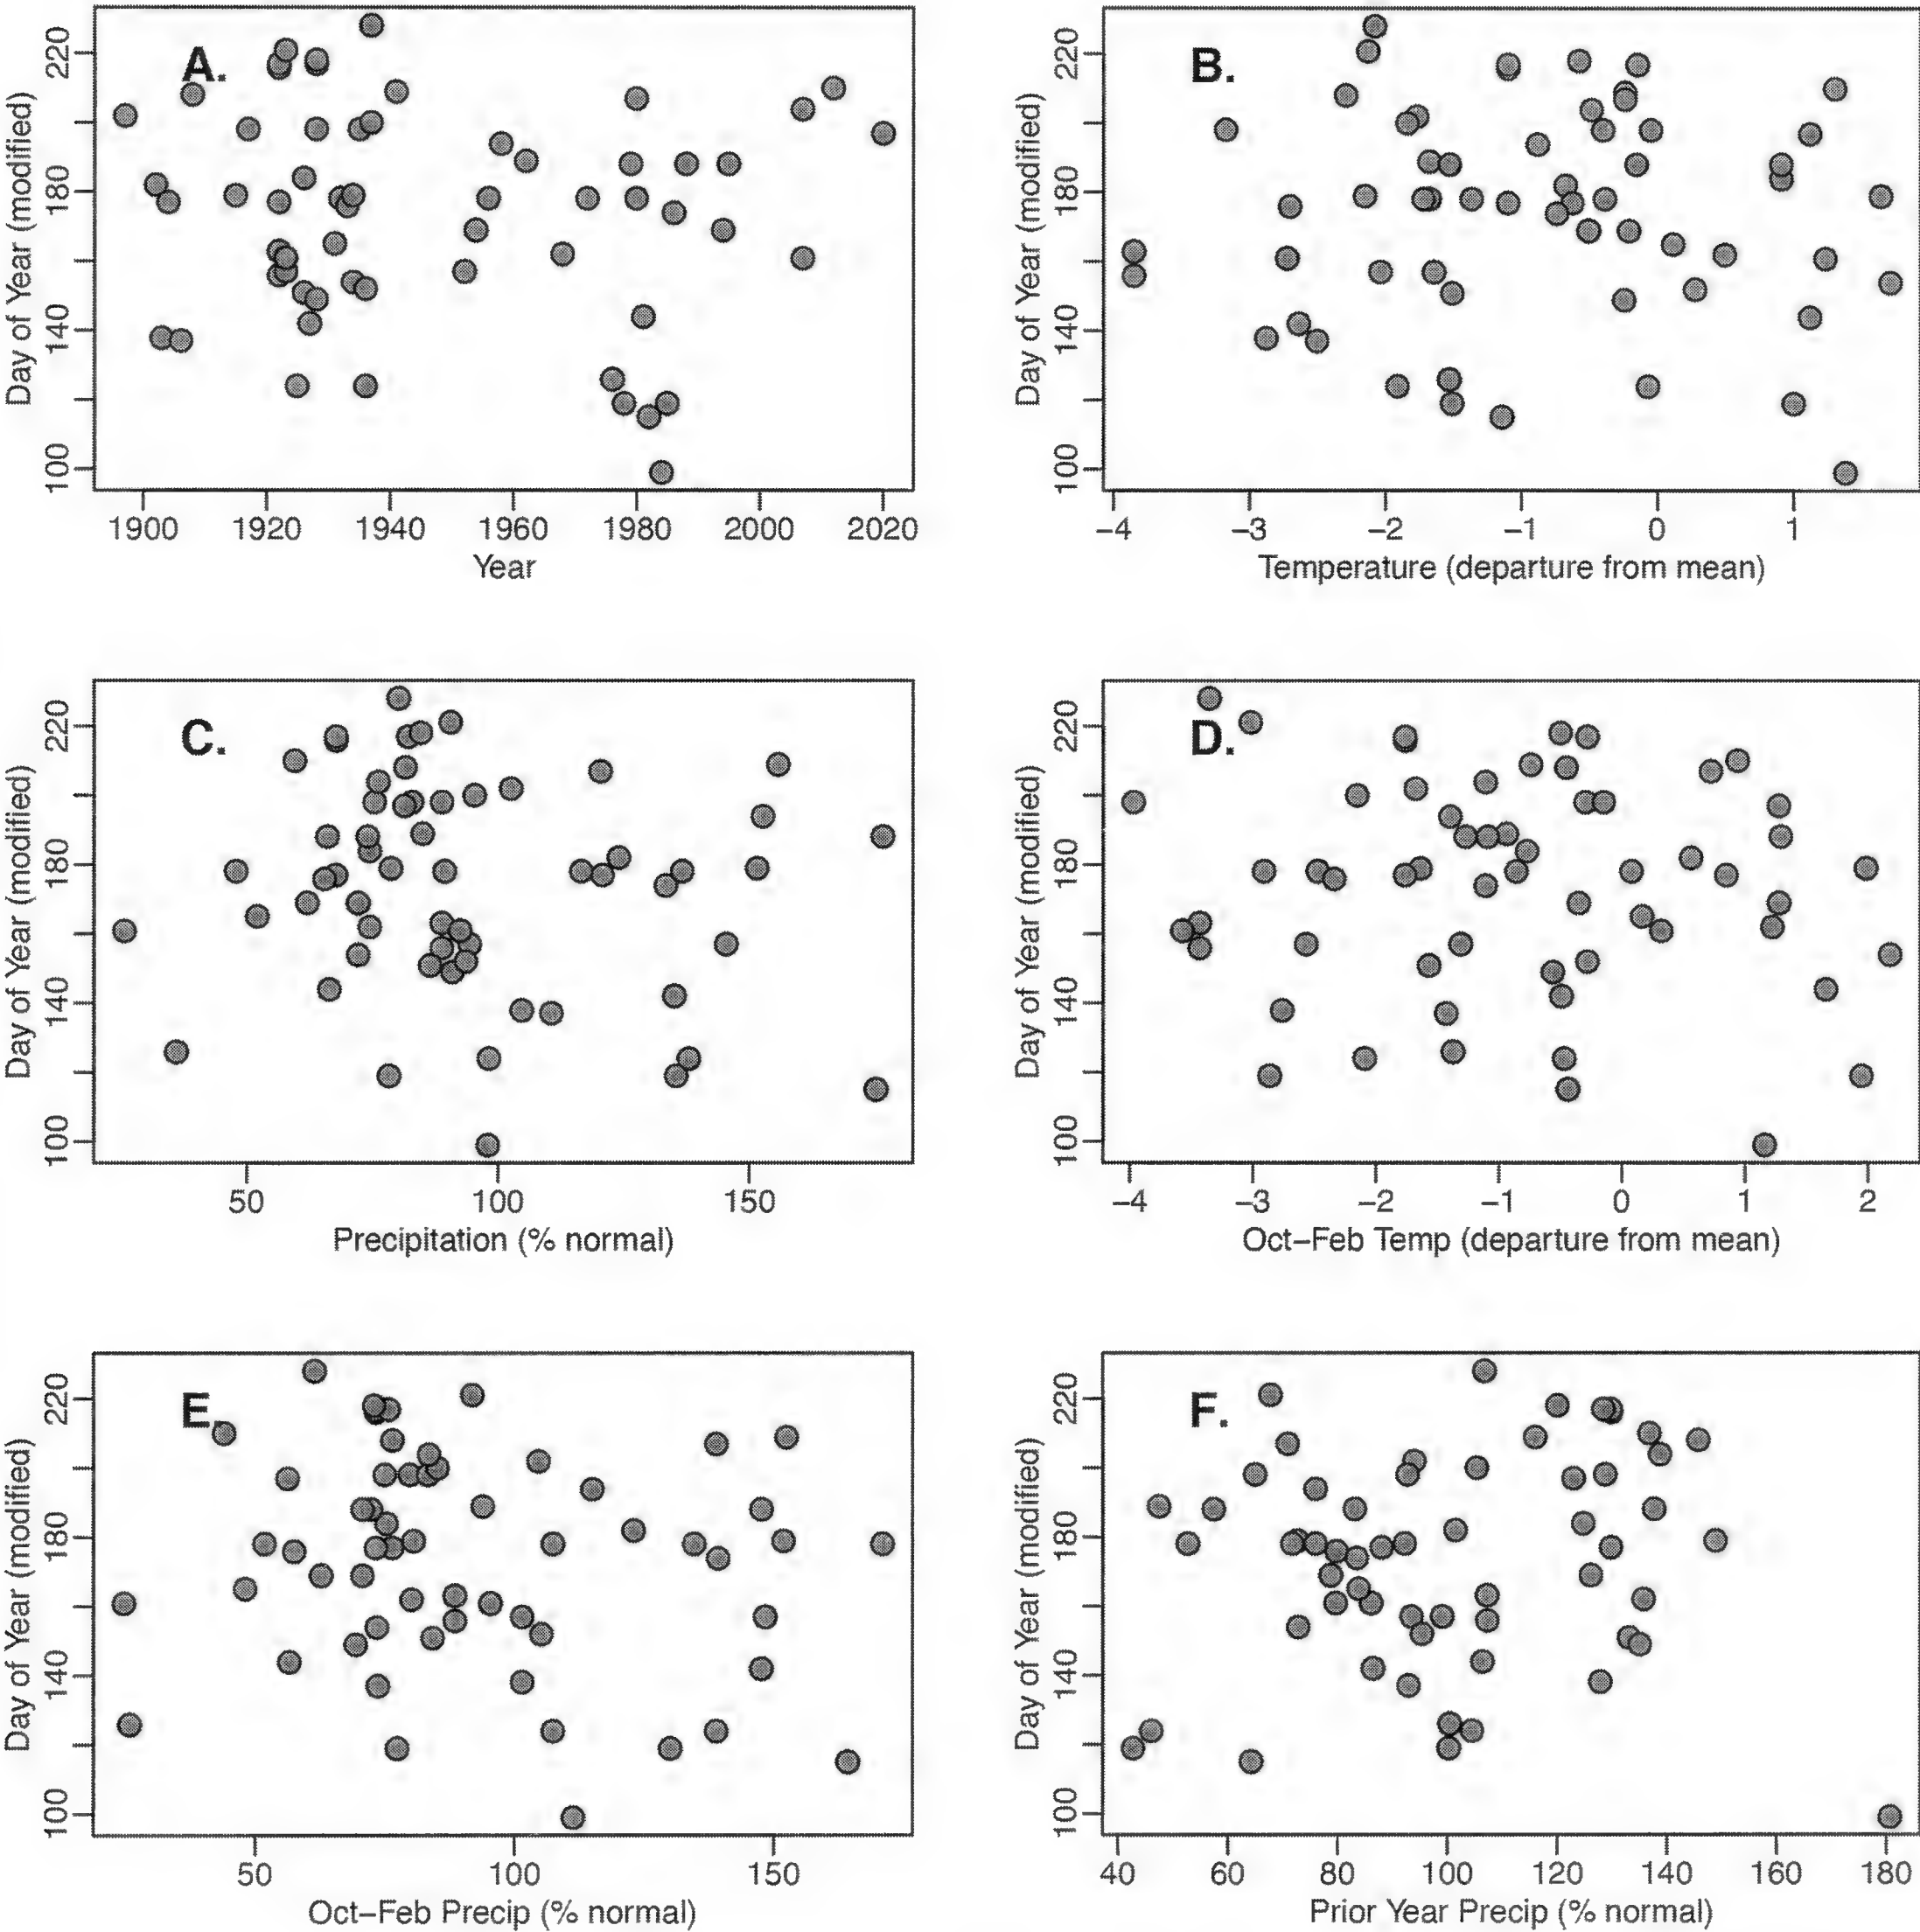 A.
Day of Year (modified)
100 140 180 220
1900 1920 1940 1960 1980 2000 2020
Year
B.
Day of Year (modified)
100 140 180 220
−4 −3 −2 −1 0 1
Temperature (departure from mean)
C.
Day of Year (modified)
100 140 180 220
50 100 150
Precipitation (% normal)
D.
Day of Year (modified)
100 140 180 220
−4 −3 −2 −1 0 1 2
Oct−Feb Temp (departure from mean)
E.
Day of Year (modified)
100 140 180 220
50 100 150
Oct−Feb Precip (% normal)
F.
Day of Year (modified)
100 140 180 220
40 60 80 100 120 140 160 180
Prior Year Precip (% normal)